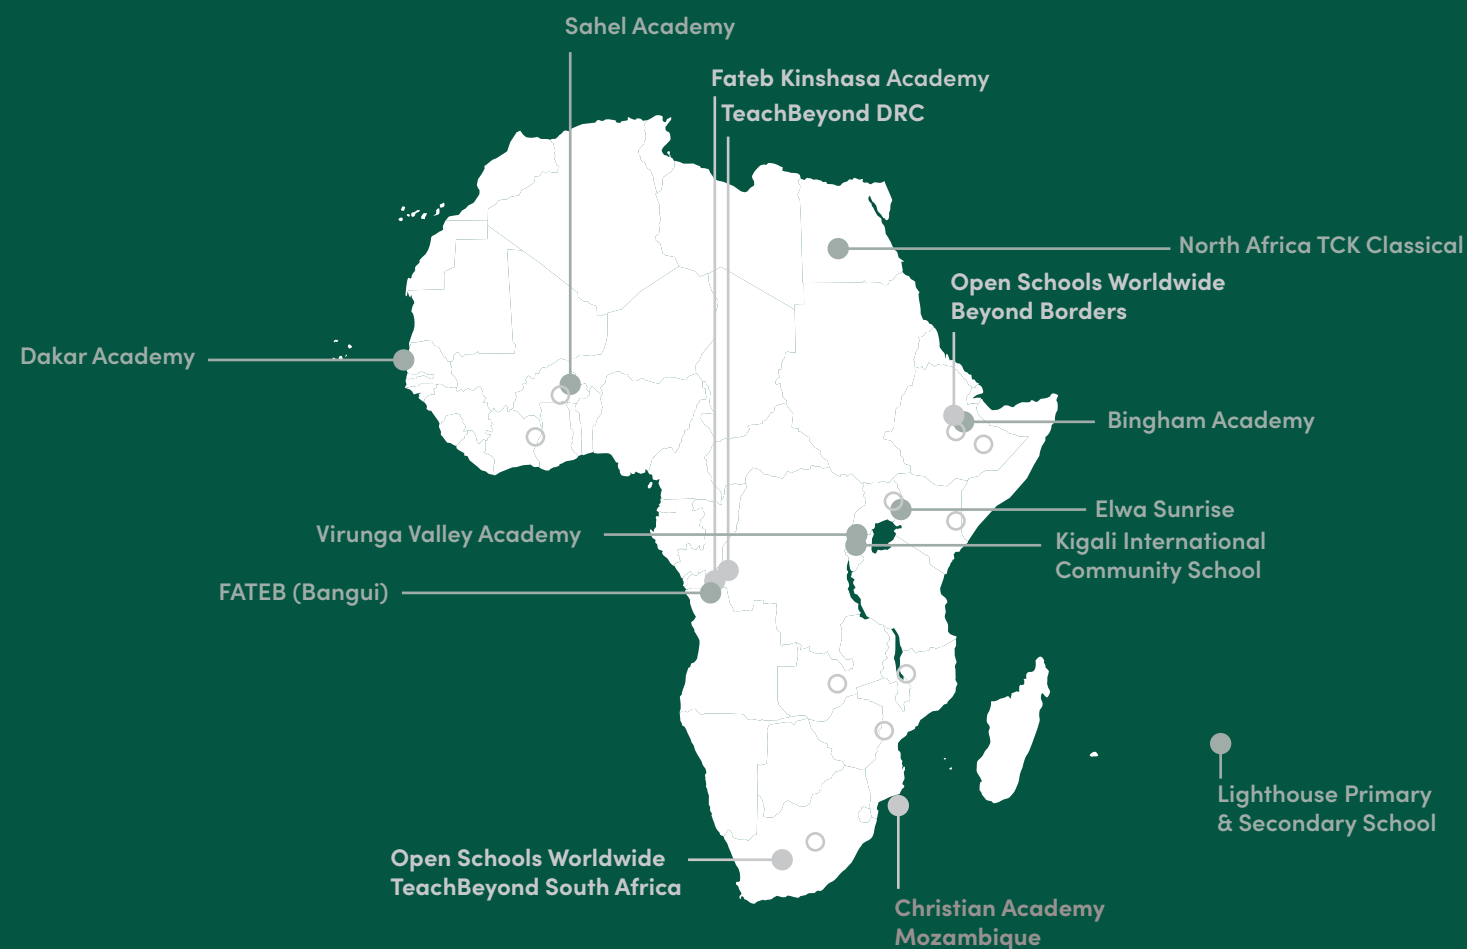 Sahel Academy
Fateb Kinshasa Academy
TeachBeyond DRC
North Africa TCK Classical
Open Schools Worldwide
Beyond Borders
Dakar Academy
Bingham Academy
Elwa Sunrise
Virunga Valley Academy
Kigali International
Community School
FATEB (Bangui)
Lighthouse Primary
& Secondary School
Open Schools Worldwide
TeachBeyond South Africa
Christian Academy
Mozambique